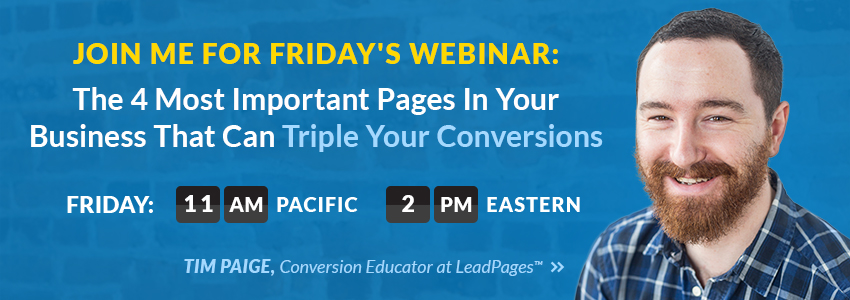 JOIN ME FOR FRIDAY'S WEBINAR:
The 4 Most Important Pages In Your
Business That Can Triple Your Conversions
FRIDAY: 11 AM PACIFIC 2 PM EASTERN
TIM PAIGE, Conversion Educator at LeadPages™ »